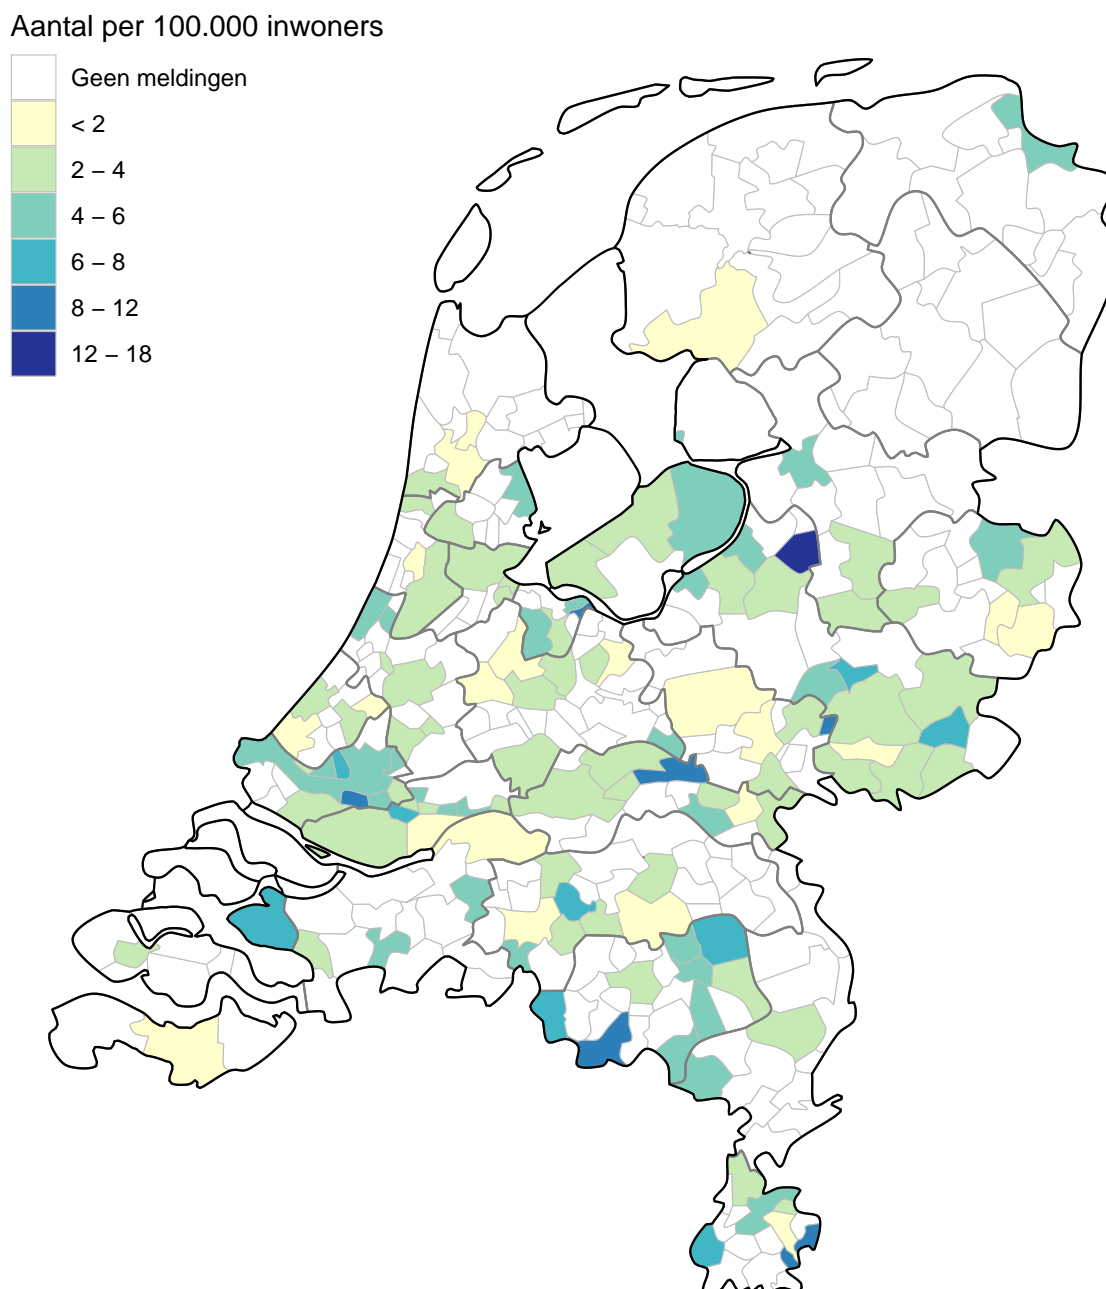 Aantal per 100.000 inwoners
Geen meldingen
< 2
2 – 4
4 – 6
6 – 8
8 – 12
12 – 18